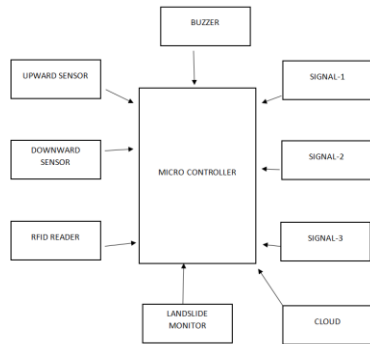 BUZZER
UPWARD SENSOR
SIGNAL-1
DOWNWARD
SENSOR
MICRO CONTROLLER
SIGNAL-2
RFID READER
SIGNAL-3
LANDSLIDE
MONITOR
CLOUD